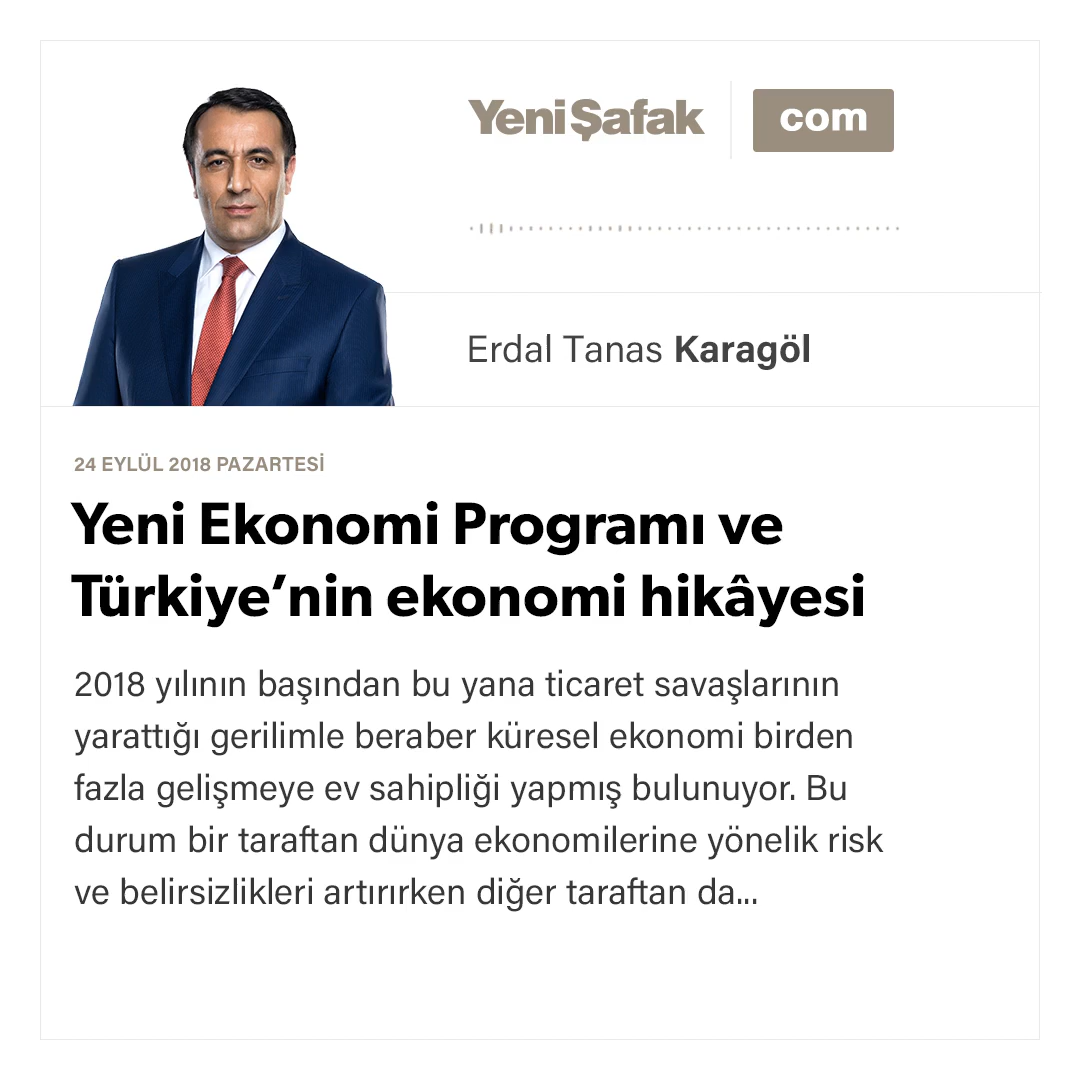 Yeni Şafak
com
Erdal Tanas Karagöl
24 EYLÜL 2018 PAZARTESİ
Yeni Ekonomi Programı ve
Türkiye’nin ekonomi hikâyesi
2018 yılının başından bu yana ticaret savaşlarının
yarattığı gerilimle beraber küresel ekonomi birden
fazla gelişmeye ev sahipliği yapmış bulunuyor. Bu
durum bir taraftan dünya ekonomilerine yönelik risk
ve belirsizlikleri artırırken diğer taraftan da...